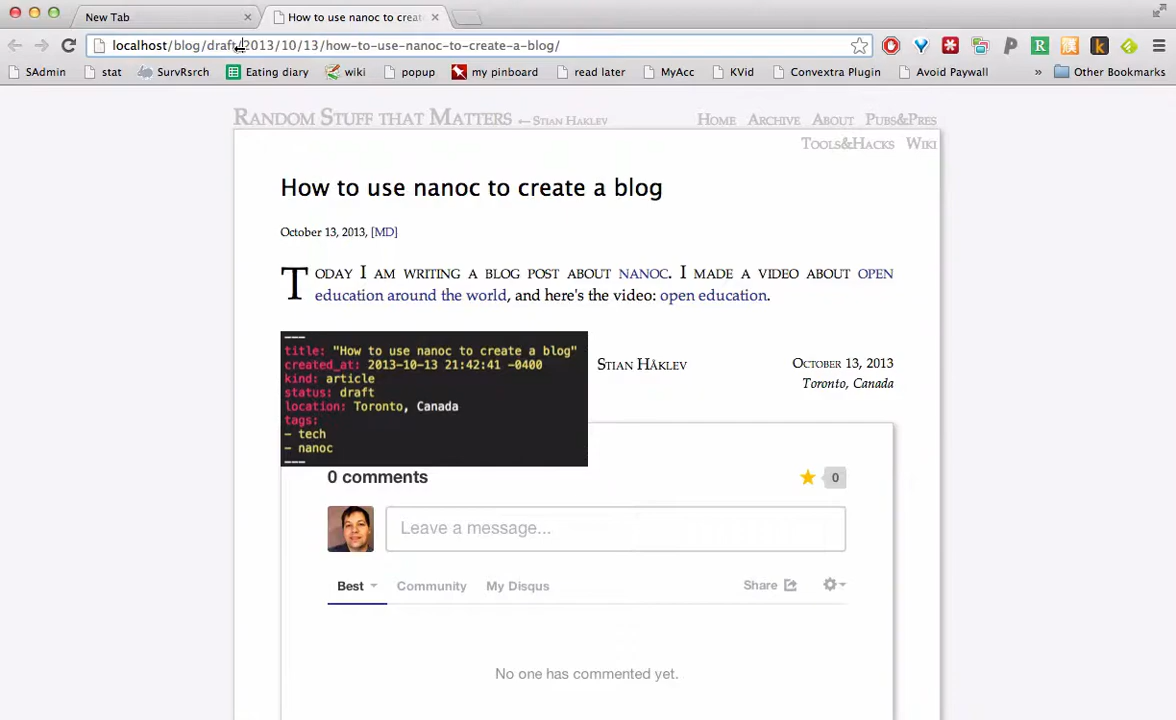 New Tab
How to use nanoc to creat
localhost/blog/draft/2013/10/13/how-to-use-nanoc-to-create-a-blog/
SAdmin stat SurvRsrch Eating diary wiki popup my pinboard read later MyAcc KVid Convextra Plugin Avoid Paywall » Other Bookmarks
RANDOM STUFF THAT MATTERS ← STIAN HÅKLEV HOME ARCHIVE ABOUT PUBS&PRES
TOOLS&HACKS WIKI
How to use nanoc to create a blog
October 13, 2013, [MD]
TODAY I AM WRITING A BLOG POST ABOUT NANOC. I MADE A VIDEO ABOUT OPEN
education around the world, and here's the video: open education.
---
title: "How to use nanoc to create a blog"
created_at: 2013-10-13 21:42:41 -0400
kind: article
status: draft
location: Toronto, Canada
tags:
- tech
- nanoc
---
STIAN HÅKLEV
OCTOBER 13, 2013
Toronto, Canada
0 comments
0
Leave a message...
Best Community My Disqus Share
No one has commented yet.